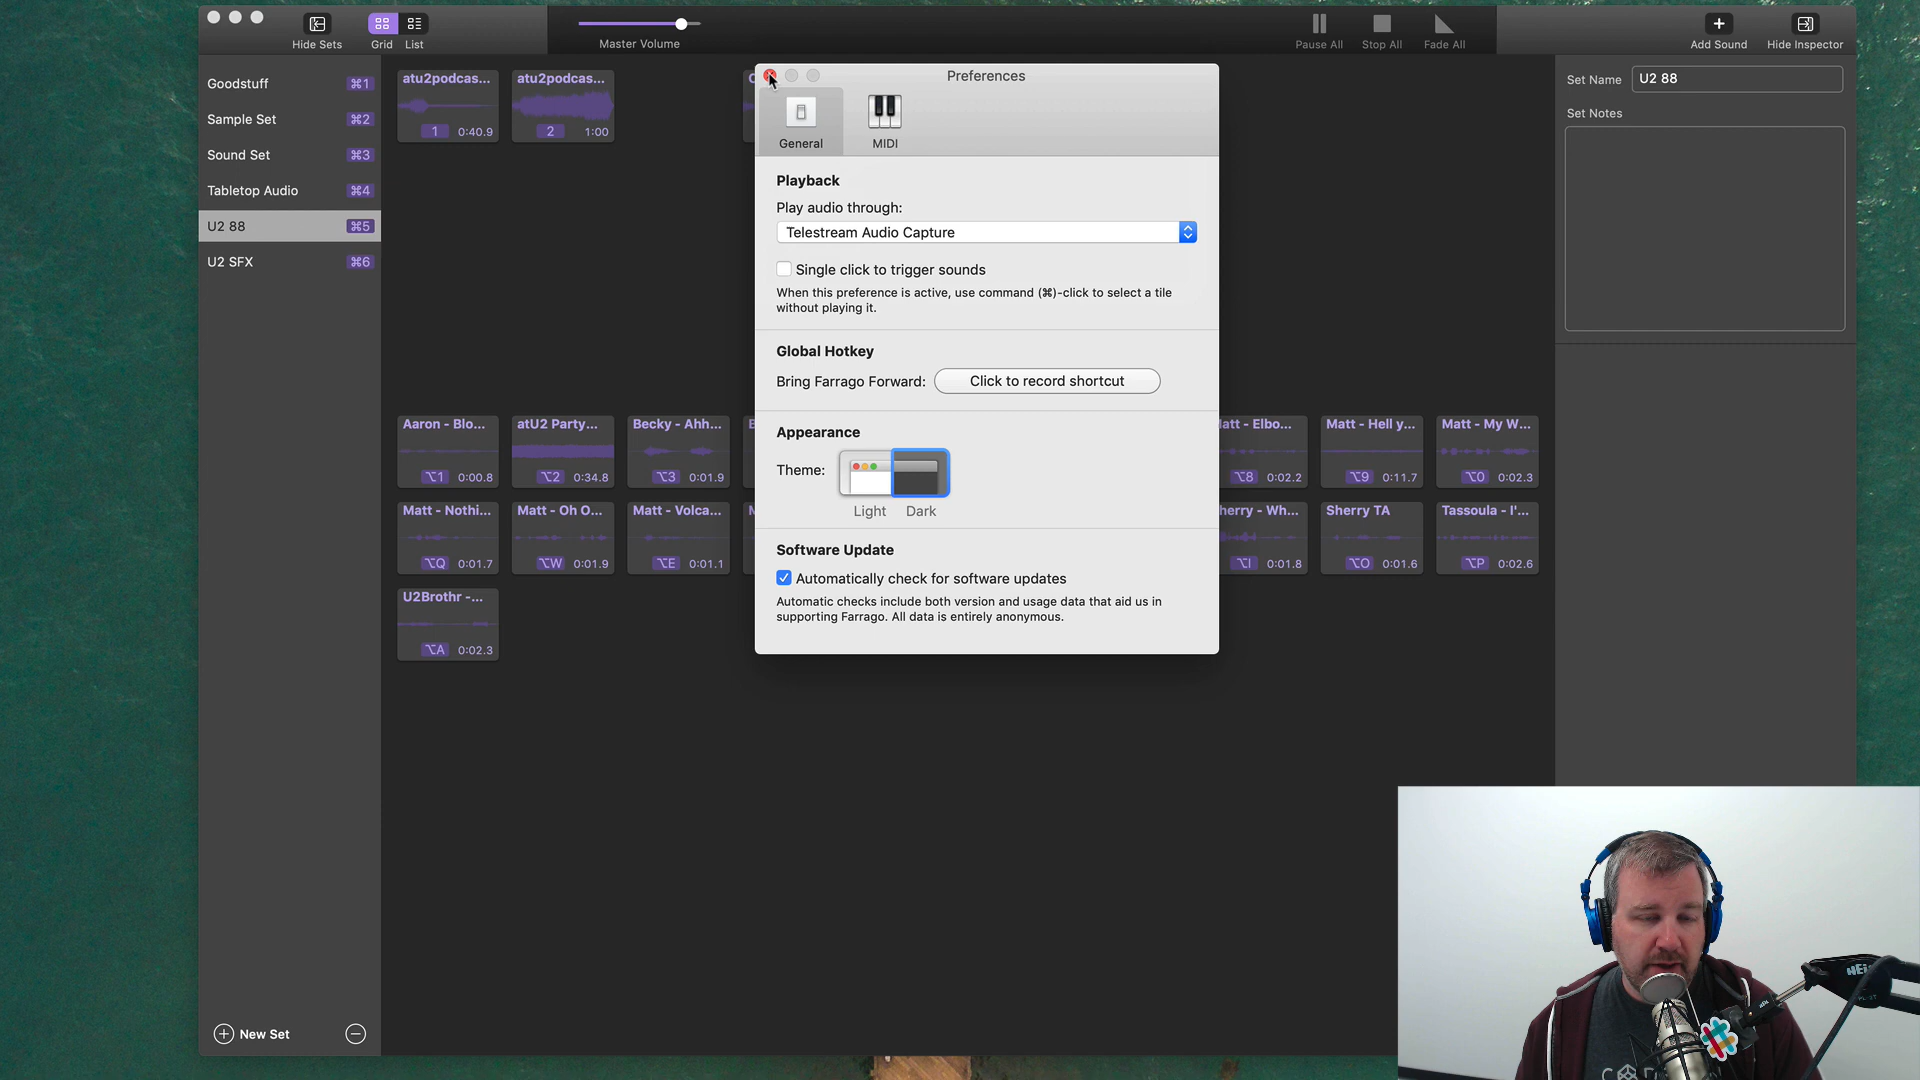 Hide Sets
Grid
List
Master Volume
Pause All
Stop All
Fade All
Add Sound
Hide Inspector
Goodstuff ⌘1
Sample Set ⌘2
Sound Set ⌘3
Tabletop Audio ⌘4
U2 88 ⌘5
U2 SFX ⌘6
New Set
atu2podcas...
1 0:40.9
atu2podcas...
2 1:00
Aaron - Blo...
⌥1 0:00.8
atU2 Party...
⌥2 0:34.8
Becky - Ahh...
⌥3 0:01.9
Matt - Elbo...
⌥8 0:02.2
Matt - Hell y...
⌥9 0:11.7
Matt - My W...
⌥0 0:02.3
Matt - Nothi...
⌥Q 0:01.7
Matt - Oh O...
⌥W 0:01.9
Matt - Volca...
⌥E 0:01.1
herry - Wh...
⌥I 0:01.8
Sherry TA
⌥O 0:01.6
Tassoula - I'...
⌥P 0:02.6
U2Brothr -...
⌥A 0:02.3
Preferences
General
MIDI
Playback
Play audio through:
Telestream Audio Capture
Single click to trigger sounds
When this preference is active, use command (⌘)-click to select a tile
without playing it.
Global Hotkey
Bring Farrago Forward: Click to record shortcut
Appearance
Theme:
Light Dark
Software Update
Automatically check for software updates
Automatic checks include both version and usage data that aid us in
supporting Farrago. All data is entirely anonymous.
Set Name U2 88
Set Notes